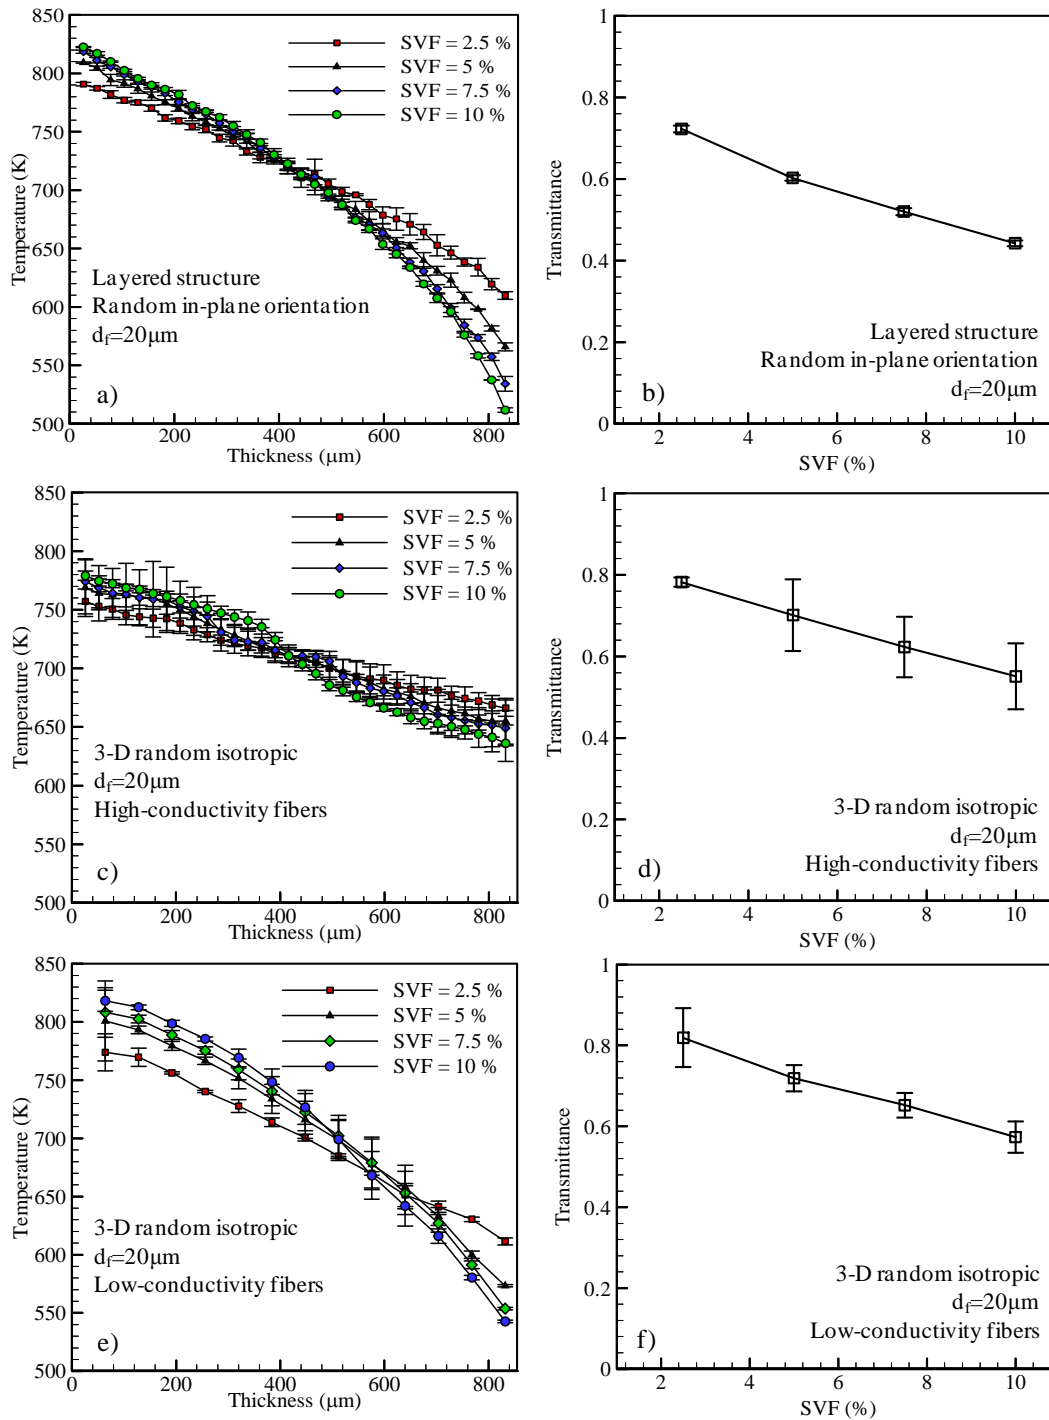 850
800
750
700
650
600
550
500
Temperature (K)
SVF = 2.5 %
SVF = 5 %
SVF = 7.5 %
SVF = 10 %
Layered structure
Random in-plane orientation
df=20μm
a)
0 200 400 600 800
Thickness (μm)
1
0.8
0.6
0.4
0.2
0
Transmittance
Layered structure
Random in-plane orientation
df=20μm
b)
2 4 6 8 10
SVF (%)
850
800
750
700
650
600
550
500
Temperature (K)
SVF = 2.5 %
SVF = 5 %
SVF = 7.5 %
SVF = 10 %
3-D random isotropic
df=20μm
High-conductivity fibers
c)
0 200 400 600 800
Thickness (μm)
1
0.8
0.6
0.4
0.2
0
Transmittance
3-D random isotropic
df=20μm
High-conductivity fibers
d)
2 4 6 8 10
SVF (%)
850
800
750
700
650
600
550
500
Temperature (K)
SVF = 2.5 %
SVF = 5 %
SVF = 7.5 %
SVF = 10 %
3-D random isotropic
df=20μm
Low-conductivity fibers
e)
0 200 400 600 800
Thickness (μm)
1
0.8
0.6
0.4
0.2
0
Transmittance
3-D random isotropic
df=20μm
Low-conductivity fibers
f)
2 4 6 8 10
SVF (%)